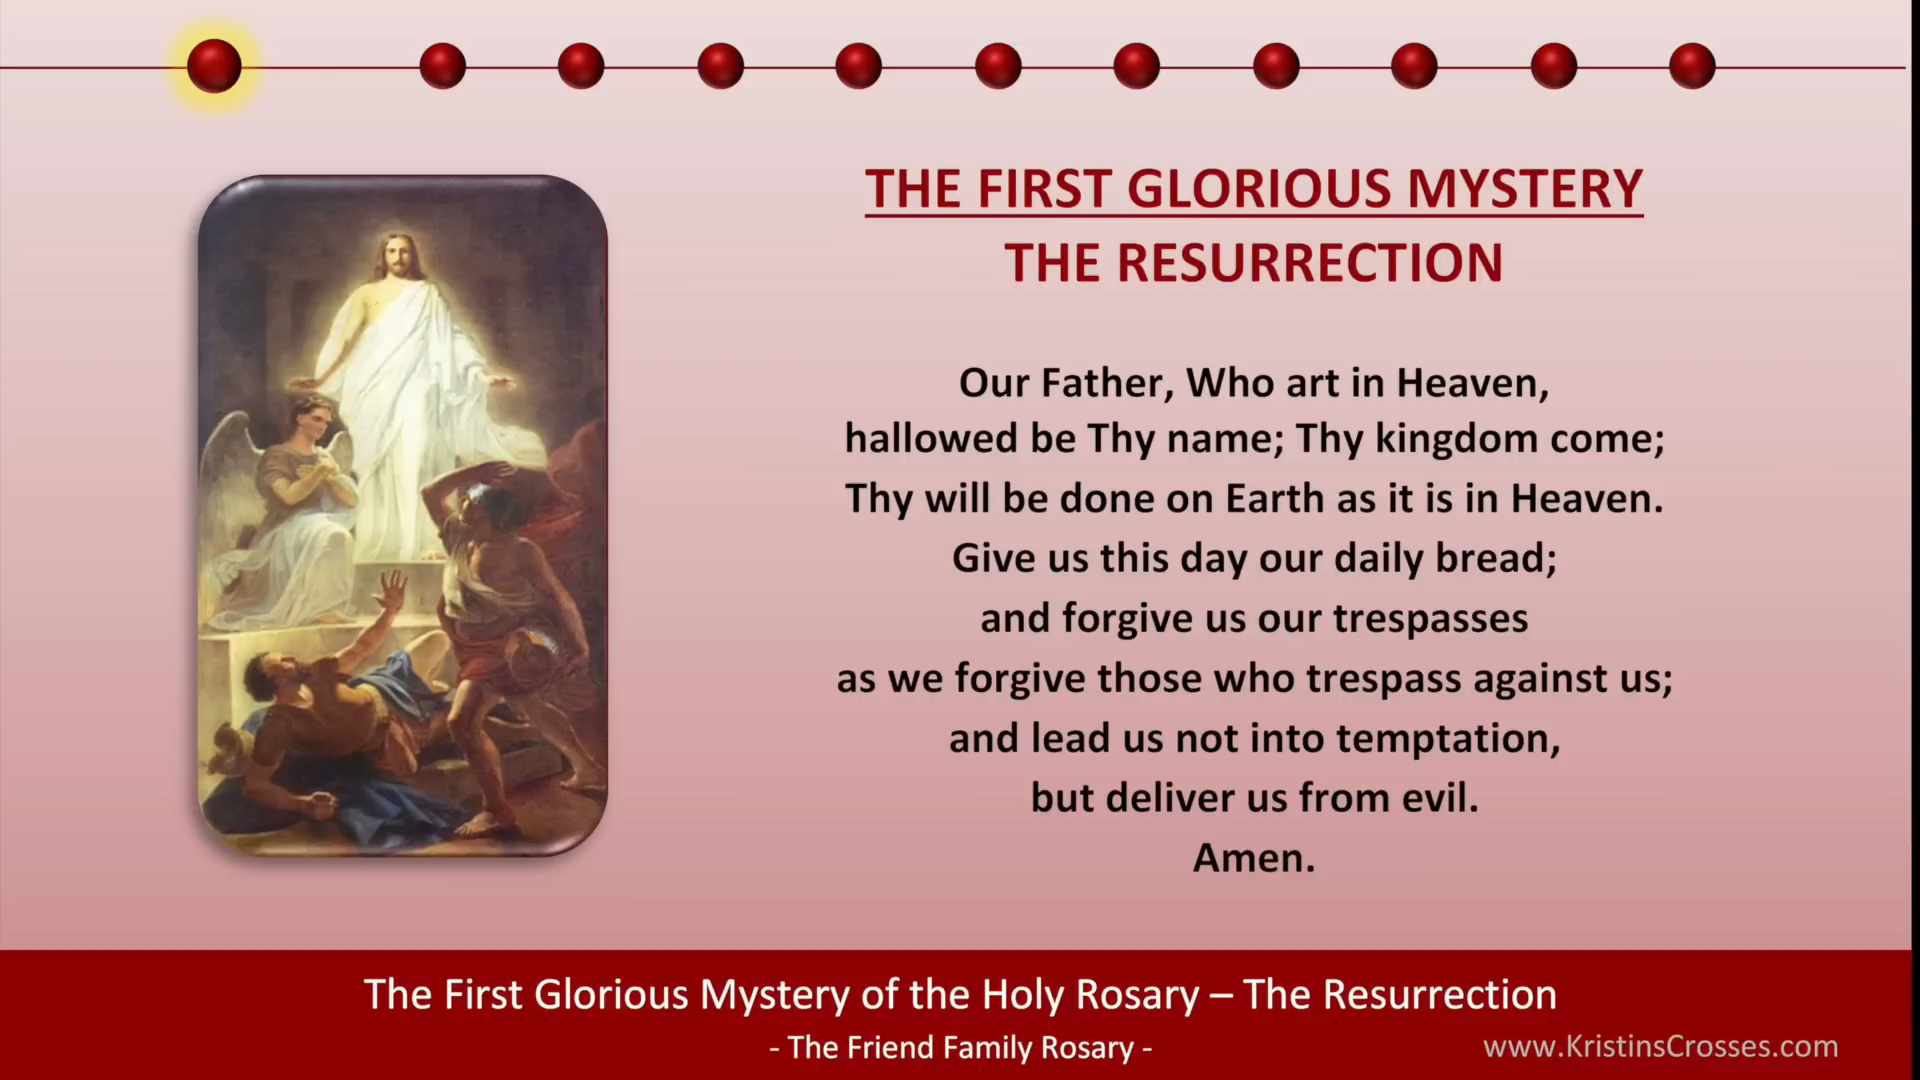 THE FIRST GLORIOUS MYSTERY
THE RESURRECTION
Our Father, Who art in Heaven,
hallowed be Thy name; Thy kingdom come;
Thy will be done on Earth as it is in Heaven.
Give us this day our daily bread;
and forgive us our trespasses
as we forgive those who trespass against us;
and lead us not into temptation,
but deliver us from evil.
Amen.
The First Glorious Mystery of the Holy Rosary – The Resurrection
- The Friend Family Rosary -
www.KristinsCrosses.com